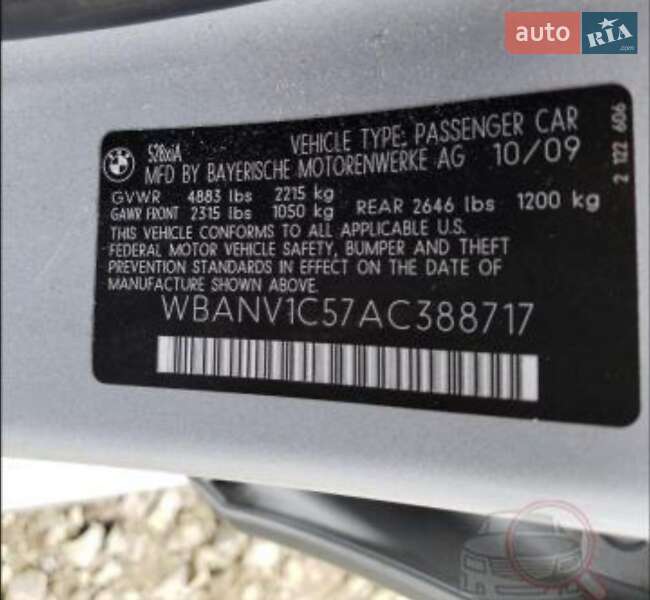 auto RIA
.com
528xiA
VEHICLE TYPE: PASSENGER CAR
MFD BY BAYERISCHE MOTORENWERKE AG 10/09
GVWR 4883 lbs 2215 kg
GAWR FRONT 2315 lbs 1050 kg REAR 2646 lbs 1200 kg
THIS VEHICLE CONFORMS TO ALL APPLICABLE U.S.
FEDERAL MOTOR VEHICLE SAFETY, BUMPER AND THEFT
PREVENTION STANDARDS IN EFFECT ON THE DATE OF
MANUFACTURE SHOWN ABOVE.
WBANV1C57AC388717
2 122 606